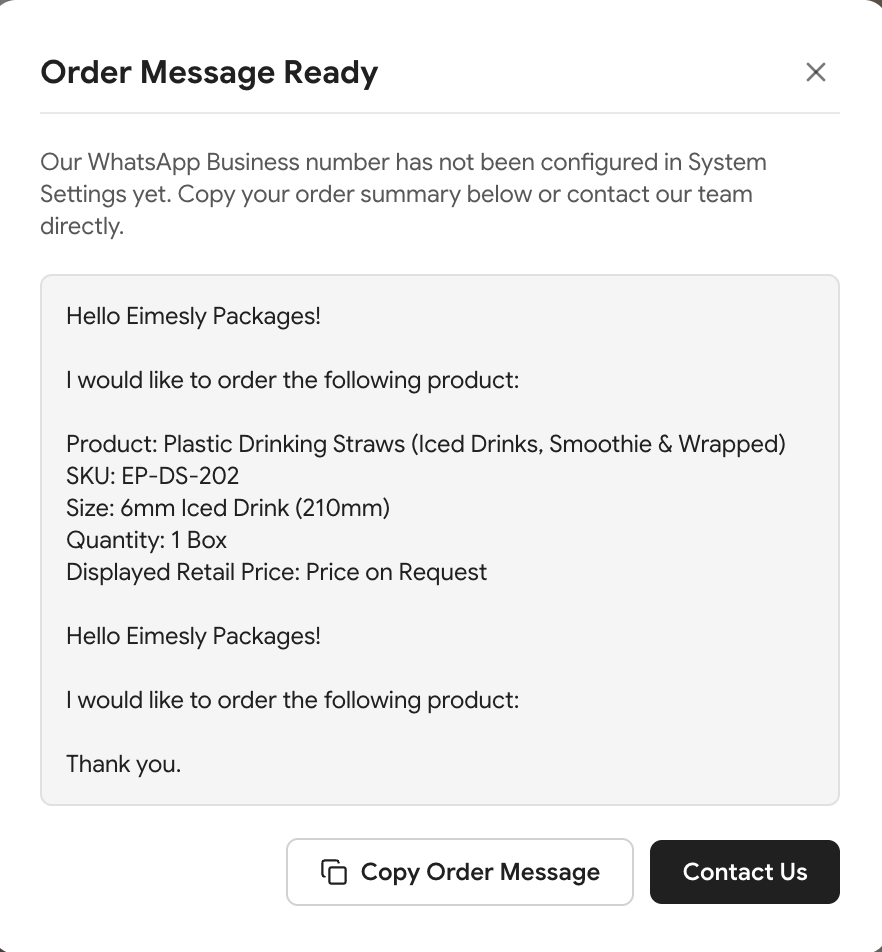 Order Message Ready
Our WhatsApp Business number has not been configured in System
Settings yet. Copy your order summary below or contact our team
directly.
Hello Eimesly Packages!
I would like to order the following product:
Product: Plastic Drinking Straws (Iced Drinks, Smoothie & Wrapped)
SKU: EP-DS-202
Size: 6mm Iced Drink (210mm)
Quantity: 1 Box
Displayed Retail Price: Price on Request
Hello Eimesly Packages!
I would like to order the following product:
Thank you.
Copy Order Message
Contact Us